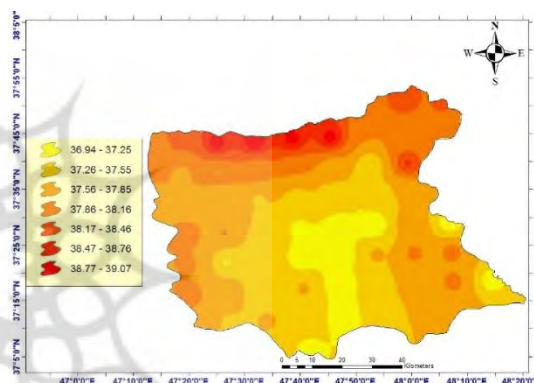 N
W E
S
38°5'0"N
37°55'0"N
37°45'0"N
37°35'0"N
37°25'0"N
37°15'0"N
37°5'0"N
36.94 - 37.25
37.26 - 37.55
37.56 - 37.85
37.86 - 38.16
38.17 - 38.46
38.47 - 38.76
38.77 - 39.07
0 5 10 20 30 40
Kilometers
47°0'0"E 47°10'0"E 47°20'0"E 47°30'0"E 47°40'0"E 47°50'0"E 48°0'0"E 48°10'0"E 48°20'0"E